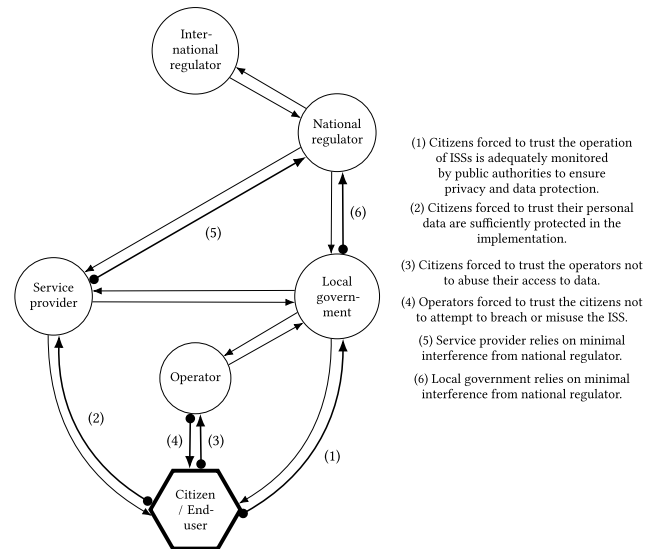 Inter-
national
regulator
National
regulator
(1) Citizens forced to trust the operation
of ISSs is adequately monitored
by public authorities to ensure
privacy and data protection.
(2) Citizens forced to trust their personal
data are sufficiently protected in the
implementation.
(3) Citizens forced to trust the operators not
to abuse their access to data.
(4) Operators forced to trust the citizens not
to attempt to breach or misuse the ISS.
(5) Service provider relies on minimal
interference from national regulator.
(6) Local government relies on minimal
interference from national regulator.
(6)
(5)
Service
provider
Local
govern-
ment
Operator
(2)
(4)
(3)
(1)
Citizen
/ End-
user